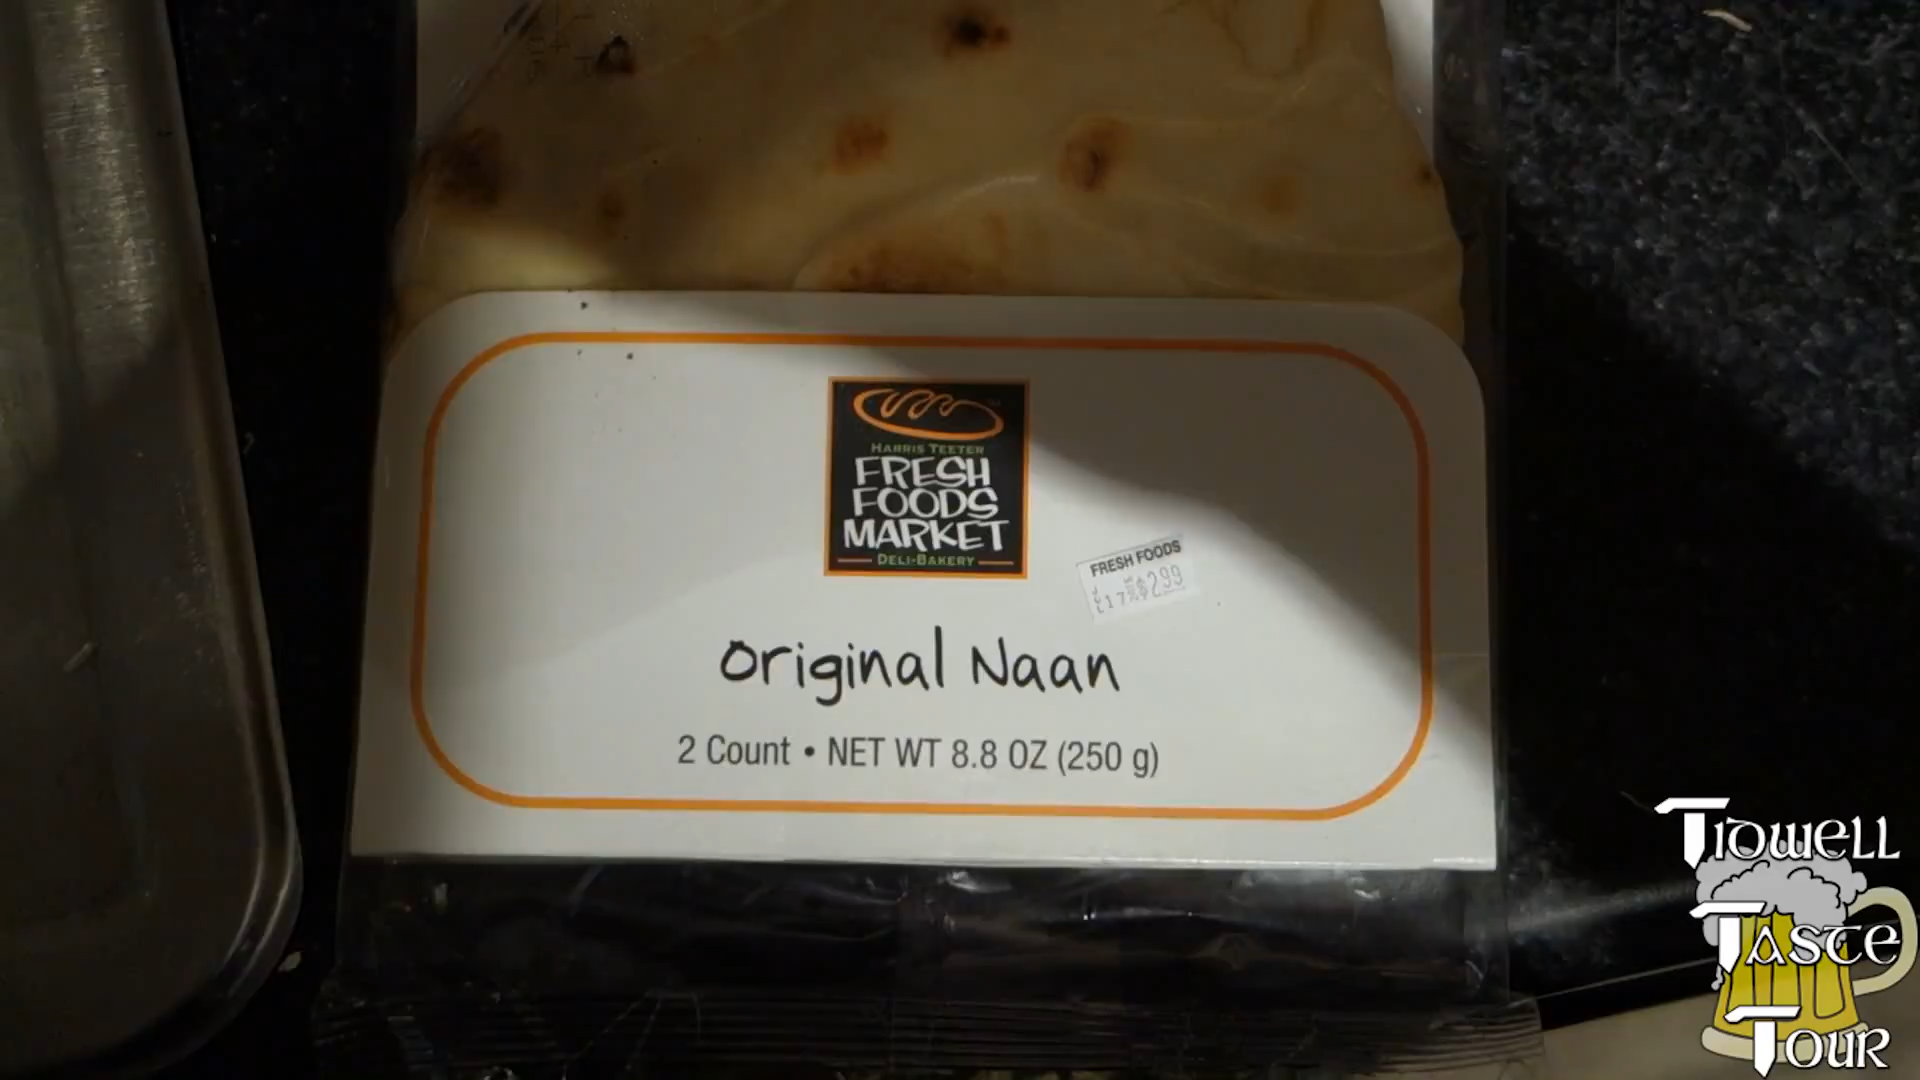 HARRIS TEETER
FRESH
FOODS
MARKET
DELI-BAKERY
FRESH FOODS
$2.99
Original Naan
2 Count • NET WT 8.8 OZ (250 g)
TIDWELL
TASTE
TOUR